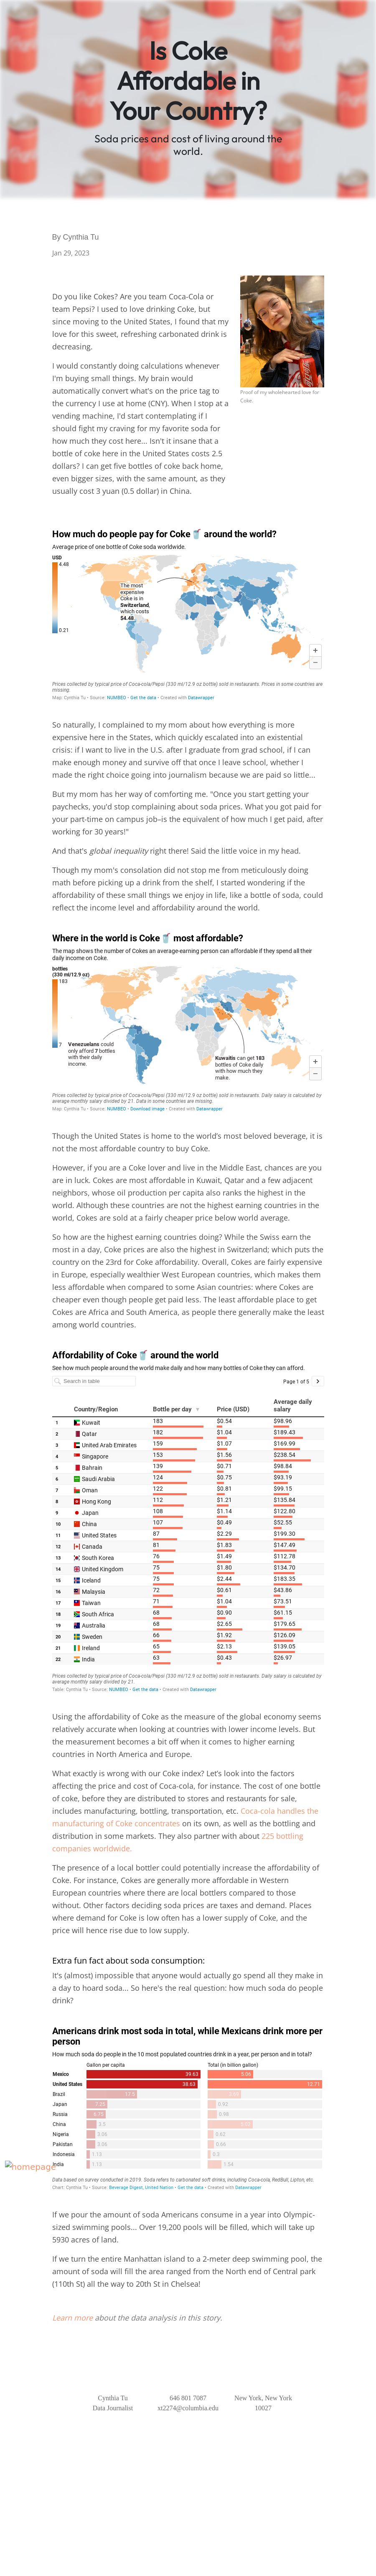 Is Coke
Affordable in
Your Country?
Soda prices and cost of living around the
world.
By Cynthia Tu
Jan 29, 2023
Do you like Cokes? Are you team Coca-Cola or
team Pepsi? I used to love drinking Coke, but
since moving to the United States, I found that my
love for this sweet, refreshing carbonated drink is
decreasing.
Proof of my wholehearted love for
Coke.
I would constantly doing calculations whenever
I'm buying small things. My brain would
automatically convert what's on the price tag to
the currency I use at home (CNY). When I stop at a
vending machine, I'd start contemplating if I
should fight my craving for my favorite soda for
how much they cost here... Isn't it insane that a
bottle of coke here in the United States costs 2.5
dollars? I can get five bottles of coke back home,
even bigger sizes, with the same amount, as they
usually cost 3 yuan (0.5 dollar) in China.
How much do people pay for Coke🥤 around the world?
Average price of one bottle of Coke soda worldwide.
USD
4.48
0.21
The most
expensive
Coke is in
Switzerland,
which costs
$4.48
+
−
Prices collected by typical price of Coca-cola/Pepsi (330 ml/12.9 oz bottle) sold in restaurants. Prices in some countries are
missing.
Map: Cynthia Tu • Source: NUMBEO • Get the data • Created with Datawrapper
So naturally, I complained to my mom about how everything is more
expensive here in the States, which quickly escalated into an existential
crisis: if I want to live in the U.S. after I graduate from grad school, if I can
make enough money and survive off that once I leave school, whether I
made the right choice going into journalism because we are paid so little...
But my mom has her way of comforting me. "Once you start getting your
paychecks, you'd stop complaining about soda prices. What you got paid for
your part-time on campus job–is the equivalent of how much I get paid, after
working for 30 years!"
And that's global inequality right there! Said the little voice in my head.
Though my mom's consolation did not stop me from meticulously doing
math before picking up a drink from the shelf, I started wondering if the
affordability of these small things we enjoy in life, like a bottle of soda, could
reflect the income level and affordability around the world.
Where in the world is Coke🥤 most affordable?
The map shows the number of Cokes an average-earning person can affordable if they spend all their
daily income on Coke.
bottles
(330 ml/12.9 oz)
183
7
Venezuelans could
only afford 7 bottles
with their daily
income.
Kuwaitis can get 183
bottles of Coke daily
with how much they
make.
+
−
Prices collected by typical price of Coca-cola/Pepsi (330 ml/12.9 oz bottle) sold in restaurants. Daily salary is calculated by
average monthly salary divided by 21. Data in some countries are missing.
Map: Cynthia Tu • Source: NUMBEO • Download image • Created with Datawrapper
Though the United States is home to the world's most beloved beverage, it is
not the most affordable country to buy Coke.
However, if you are a Coke lover and live in the Middle East, chances are you
are in luck. Cokes are most affordable in Kuwait, Qatar and a few adjacent
neighbors, whose oil production per capita also ranks the highest in the
world. Although these countries are not the highest earning countries in the
world, Cokes are sold at a fairly cheaper price below world average.
So how are the highest earning countries doing? While the Swiss earn the
most in a day, Coke prices are also the highest in Switzerland; which puts the
country on the 23rd for Coke affordability. Overall, Cokes are fairly expensive
in Europe, especially wealthier West European countries, which makes them
less affordable when compared to some Asian countries: where Cokes are
cheaper even though people get paid less. The least affordable place to get
Cokes are Africa and South America, as people there generally make the least
among world countries.
Affordability of Coke🥤 around the world
See how much people around the world make daily and how many bottles of Coke they can afford.
Search in table
Page 1 of 5 >
Country/Region Bottle per day ▼ Price (USD) Average daily salary
1 Kuwait 183 $0.54 $98.96
2 Qatar 182 $1.04 $189.43
3 United Arab Emirates 159 $1.07 $169.99
4 Singapore 153 $1.56 $238.54
5 Bahrain 139 $0.71 $98.84
6 Saudi Arabia 124 $0.75 $93.19
7 Oman 122 $0.81 $99.15
8 Hong Kong 112 $1.21 $135.84
9 Japan 108 $1.14 $122.80
10 China 107 $0.49 $52.55
11 United States 87 $2.29 $199.30
12 Canada 81 $1.83 $147.49
13 South Korea 76 $1.49 $112.78
14 United Kingdom 75 $1.80 $134.70
15 Iceland 75 $2.44 $183.35
16 Malaysia 72 $0.61 $43.86
17 Taiwan 71 $1.04 $73.51
18 South Africa 68 $0.90 $61.15
19 Australia 68 $2.65 $179.65
20 Sweden 66 $1.92 $126.09
21 Ireland 65 $2.13 $139.05
22 India 63 $0.43 $26.97
Prices collected by typical price of Coca-cola/Pepsi (330 ml/12.9 oz bottle) sold in restaurants. Daily salary is calculated by
average monthly salary divided by 21.
Table: Cynthia Tu • Source: NUMBEO • Get the data • Created with Datawrapper
Using the affordability of Coke as the measure of the global economy seems
relatively accurate when looking at countries with lower income levels. But
the measurement becomes a bit off when it comes to higher earning
countries in North America and Europe.
What exactly is wrong with our Coke index? Let's look into the factors
affecting the price and cost of Coca-cola, for instance. The cost of one bottle
of coke, before they are distributed to stores and restaurants for sale,
includes manufacturing, bottling, transportation, etc. Coca-cola handles the
manufacturing of Coke concentrates on its own, as well as the bottling and
distribution in some markets. They also partner with about 225 bottling
companies worldwide.
The presence of a local bottler could potentially increase the affordability of
Coke. For instance, Cokes are generally more affordable in Western
European countries where there are local bottlers compared to those
without. Other factors deciding soda prices are taxes and demand. Places
where demand for Coke is low often has a lower supply of Coke, and the
price will hence rise due to low supply.
Extra fun fact about soda consumption:
It's (almost) impossible that anyone would actually go spend all they make in
a day to hoard soda... So here's the real question: how much soda do people
drink?
Americans drink most soda in total, while Mexicans drink more per
person
How much soda do people in the 10 most populated countries drink in a year, per person and in total?
Gallon per capita Total (in billion gallon)
Mexico 39.63 5.06
United States 38.63 12.71
Brazil
Japan 7.25 0.92
Russia 0.98
China
Nigeria 3.06 0.62
Pakistan 3.06 0.66
Indonesia 1.12 0.3
India 1.12 1.54
homepage
Data based on survey conducted in 2019. Soda refers to carbonated soft drinks, including Coca-cola, RedBull, Lipton, etc.
Chart: Cynthia Tu • Source: Beverage Digest, United Nation • Get the data • Created with Datawrapper
If we pour the amount of soda Americans consume in a year into Olympic-
sized swimming pools... Over 19,200 pools will be filled, which will take up
5930 acres of land.
If we turn the entire Manhattan island to a 2-meter deep swimming pool, the
amount of soda will fill the area ranged from the North end of Central park
(110th St) all the way to 20th St in Chelsea!
Learn more about the data analysis in this story.
Cynthia Tu
Data Journalist
646 801 7087
xt2274@columbia.edu
New York, New York
10027